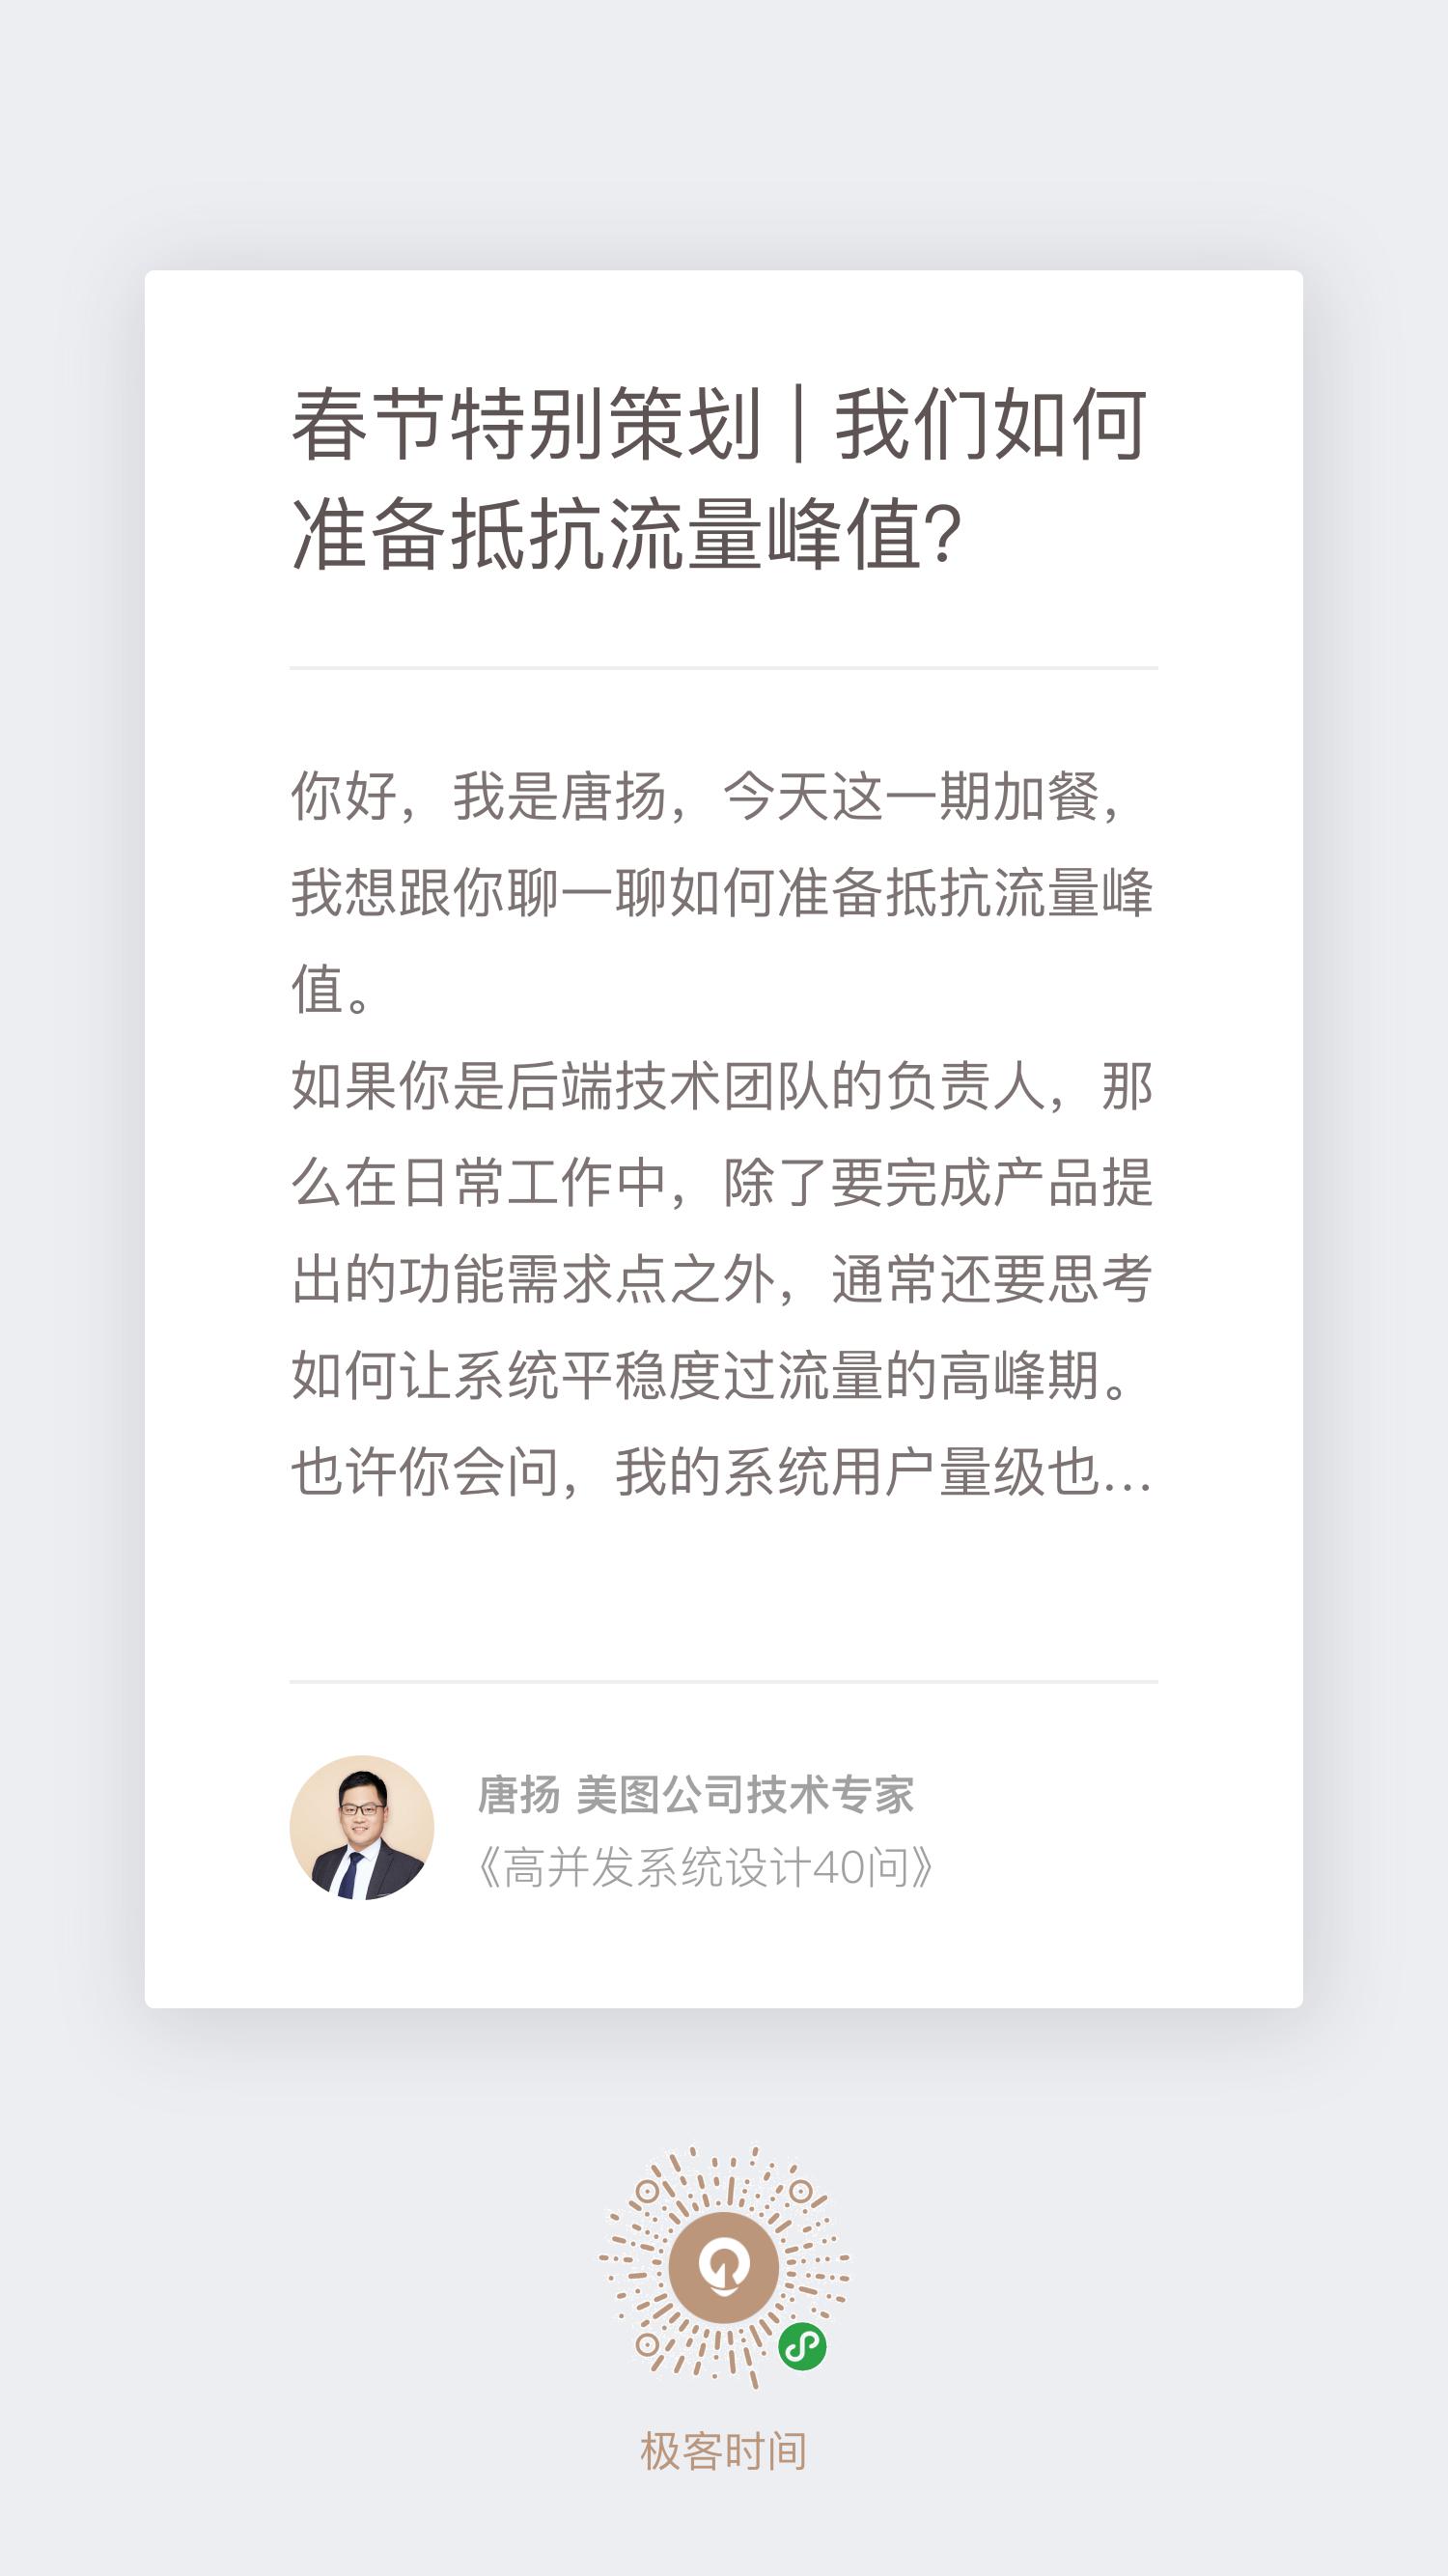 春节特别策划 | 我们如何
准备抵抗流量峰值?
你好，我是唐扬，今天这一期加餐，
我想跟你聊一聊如何准备抵抗流量峰
值。
如果你是后端技术团队的负责人，那
么在日常工作中，除了要完成产品提
出的功能需求点之外，通常还要思考
如何让系统平稳度过流量的高峰期。
也许你会问，我的系统用户量级也...
唐扬 美图公司技术专家
《高并发系统设计40问》
极客时间